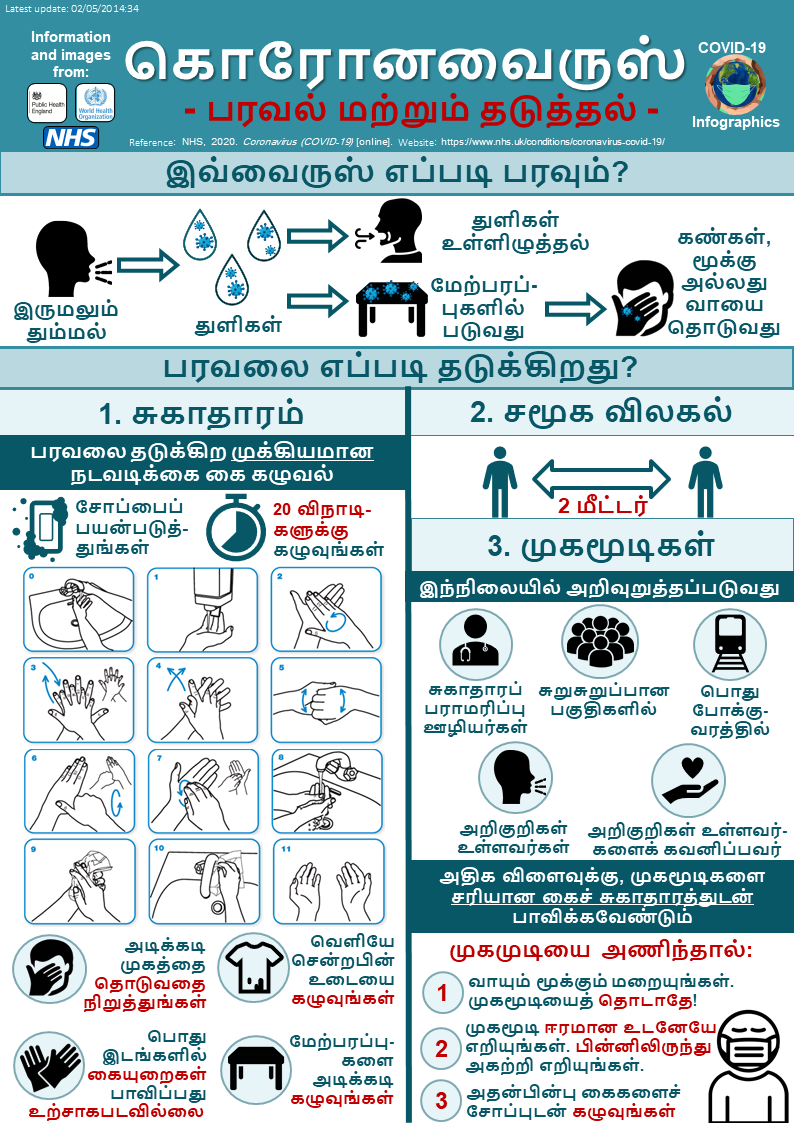 Latest update: 02/05/2014:34
Information
and images
from:
Public Health
England
World Health
Organization
NHS
கொரோனவைருஸ்
- பரவல் மற்றும் தடுத்தல் -
COVID-19
Infographics
Reference: NHS, 2020. Coronavirus (COVID-19) [online]. Website: https://www.nhs.uk/conditions/coronavirus-covid-19/
இவ்வைருஸ் எப்படி பரவும்?
இருமலும்
தும்மல்
துளிகள்
துளிகள்
உள்ளிழுத்தல்
மேற்பரப்-
புகளில்
படுவது
கண்கள்,
மூக்கு
அல்லது
வாயை
தொடுவது
பரவலை எப்படி தடுக்கிறது?
1. சுகாதாரம்
பரவலை தடுக்கிற முக்கியமான
நடவடிக்கை கை கழுவல்
சோப்பைப்
பயன்படுத்-
துங்கள்
20 விநாடி-
களுக்கு
கழுவுங்கள்
0
1
2
3
4
5
6
7
8
9
10
11
அடிக்கடி
முகத்தை
தொடுவதை
நிறுத்துங்கள்
வெளியே
சென்றபின்
உடையை
கழுவுங்கள்
பொது
இடங்களில்
கையுறைகள்
பாவிப்பது
உற்சாகபடவில்லை
மேற்பரப்பு-
களை
அடிக்கடி
கழுவுங்கள்
2. சமூக விலகல்
2 மீட்டர்
3. முகமூடிகள்
இந்நிலையில் அறிவுறுத்தப்படுவது
சுகாதாரப்
பராமரிப்பு
ஊழியர்கள்
சுறுசுறுப்பான
பகுதிகளில்
பொது
போக்கு-
வரத்தில்
அறிகுறிகள்
உள்ளவர்கள்
அறிகுறிகள் உள்ளவர்-
களைக் கவனிப்பவர்
அதிக விளைவுக்கு, முகமூடிகளை
சரியான கைச் சுகாதாரத்துடன்
பாவிக்கவேண்டும்
முகமுடியை அணிந்தால்:
1
வாயும் மூக்கும் மறையுங்கள்.
முகமூடியைத் தொடாதே!
2
முகமூடி ஈரமான உடனேயே
எறியுங்கள். பின்னிலிருந்து
அகற்றி எறியுங்கள்.
3
அதன்பின்பு கைகளைச்
சோப்புடன் கழுவுங்கள்